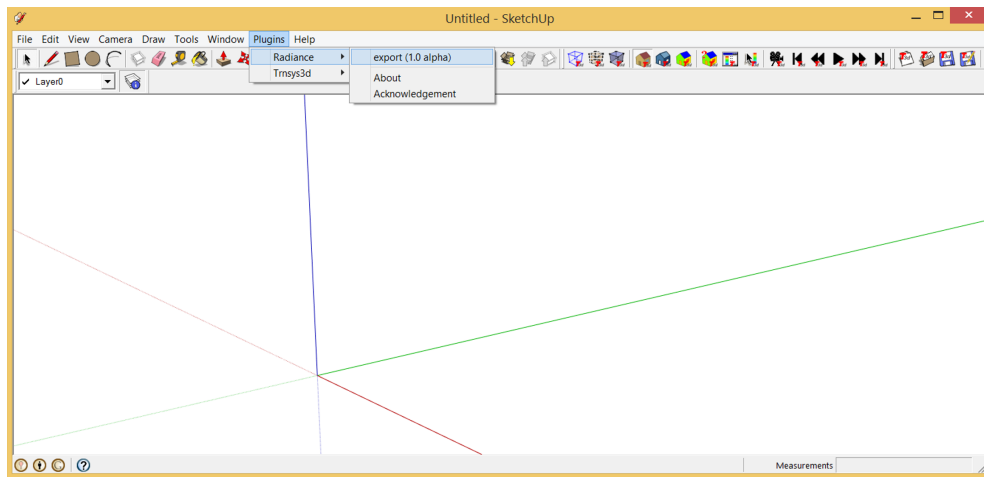 Untitled - SketchUp
File Edit View Camera Draw Tools Window Plugins Help
Radiance
Trnsys3d
export (1.0 alpha)
About
Acknowledgement
Layer0
Measurements